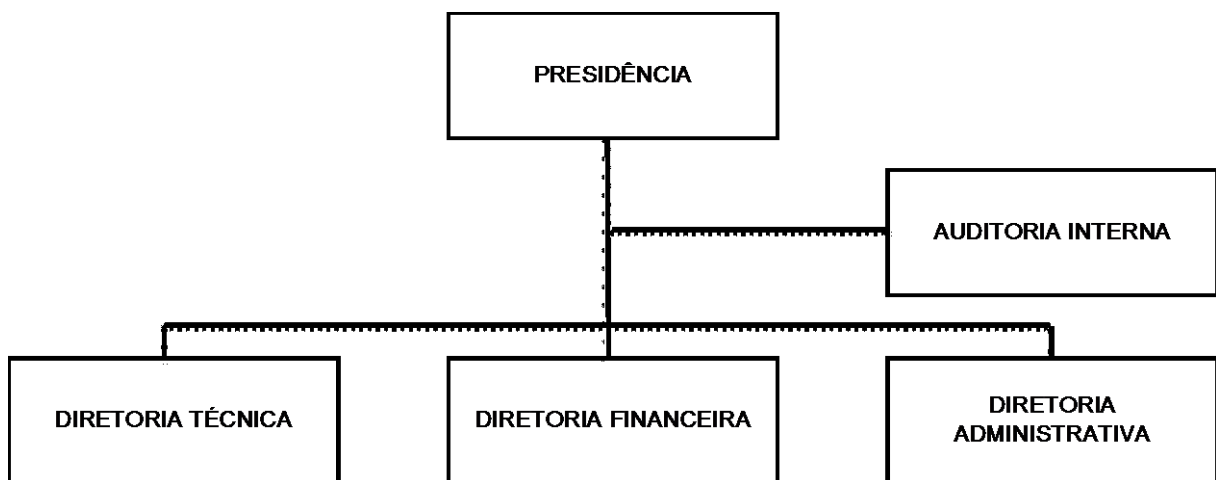 PRESIDÊNCIA
AUDITORIA INTERNA
DIRETORIA TÉCNICA
DIRETORIA FINANCEIRA
DIRETORIA
ADMINISTRATIVA